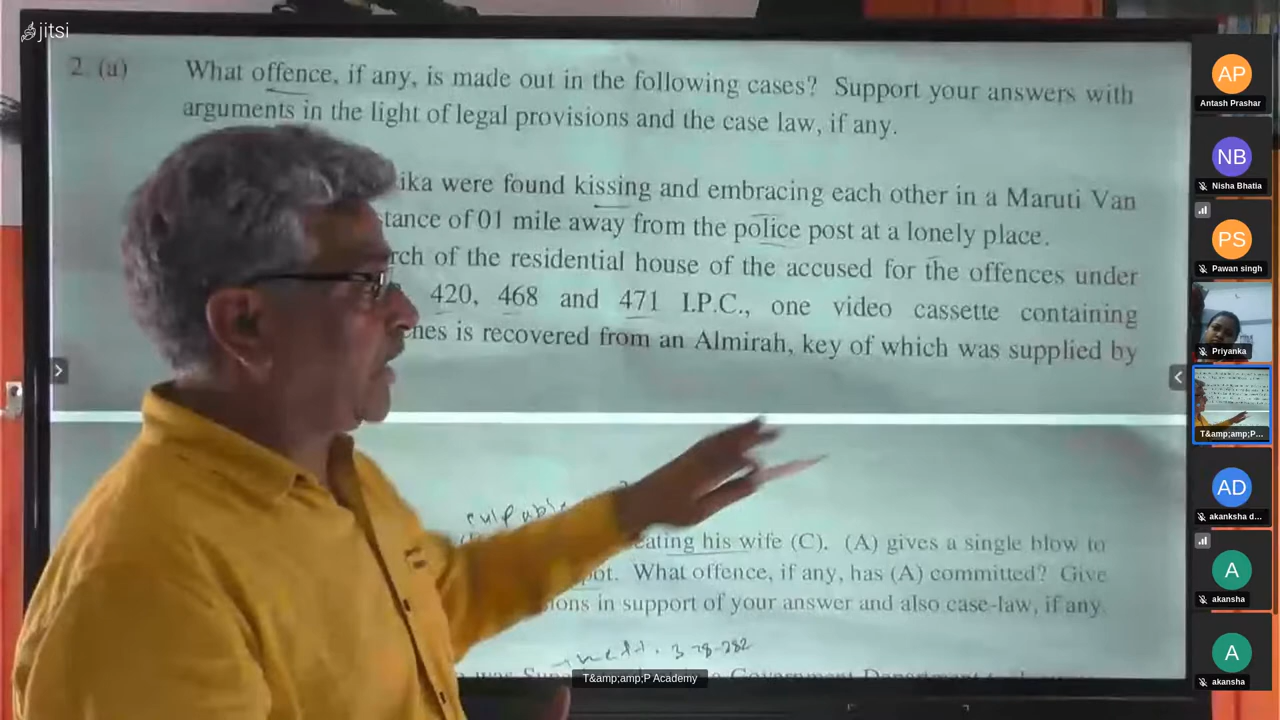 jitsi
2. (a) What offence, if any, is made out in the following cases? Support your answers with
arguments in the light of legal provisions and the case law, if any.
ika were found kissing and embracing each other in a Maruti Van
tance of 01 mile away from the police post at a lonely place.
rch of the residential house of the accused for the offences under
420, 468 and 471 I.P.C., one video cassette containing
enes is recovered from an Almirah, key of which was supplied by
culpable
eating his wife (C). (A) gives a single blow to
pot. What offence, if any, has (A) committed? Give
ions in support of your answer and also case-law, if any.
378-382
T&amp;amp;P Academy
AP
Antash Prashar
NB
Nisha Bhatia
PS
Pawan singh
Priyanka
T&amp;amp;P...
AD
akanksha d...
A
akansha
A
akansha